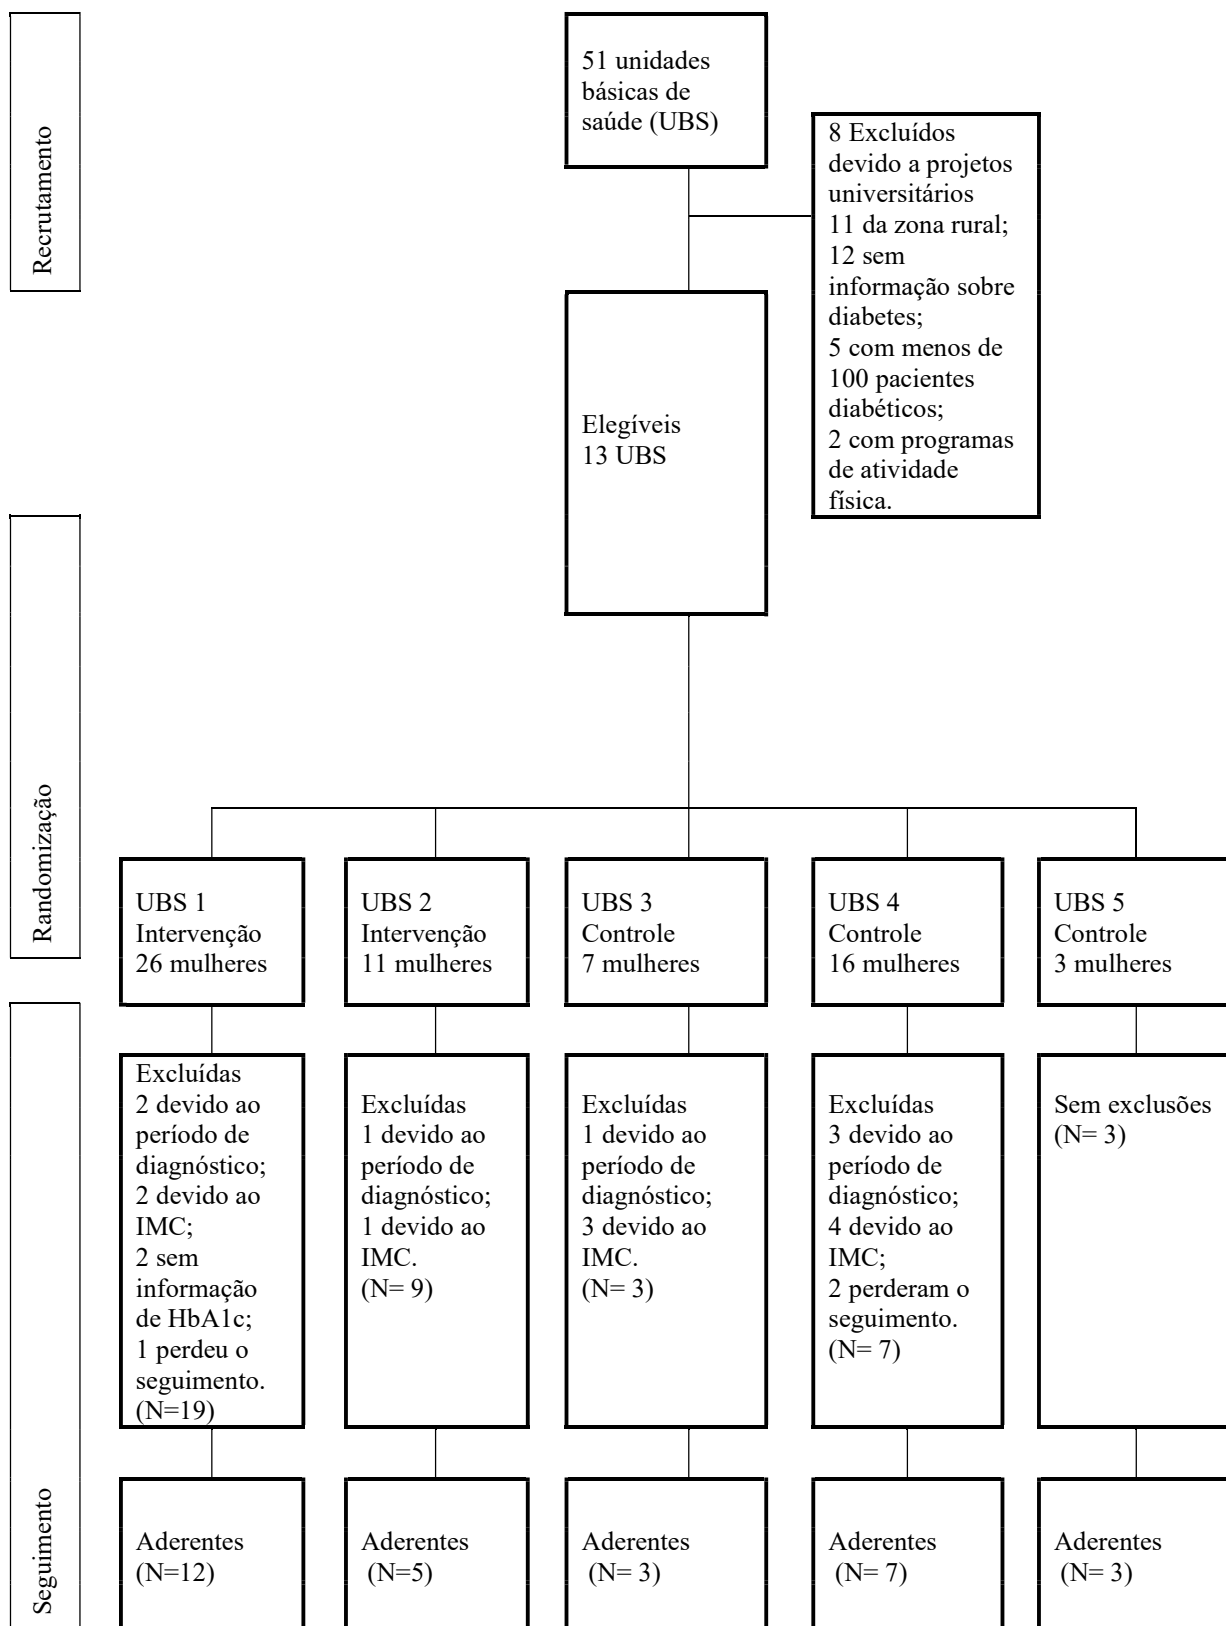 Recrutamento
51 unidades
básicas de
saúde (UBS)
8 Excluídos
devido a projetos
universitários
11 da zona rural;
12 sem
informação sobre
diabetes;
5 com menos de
100 pacientes
diabéticos;
2 com programas
de atividade
física.
Elegíveis
13 UBS
Randomização
UBS 1
Intervenção
26 mulheres
UBS 2
Intervenção
11 mulheres
UBS 3
Controle
7 mulheres
UBS 4
Controle
16 mulheres
UBS 5
Controle
3 mulheres
Seguimento
Excluídas
2 devido ao
período de
diagnóstico;
2 devido ao
IMC;
2 sem
informação
de HbA1c;
1 perdeu o
seguimento.
(N=19)
Excluídas
1 devido ao
período de
diagnóstico;
1 devido ao
IMC.
(N= 9)
Excluídas
1 devido ao
período de
diagnóstico;
3 devido ao
IMC.
(N= 3)
Excluídas
3 devido ao
período de
diagnóstico;
4 devido ao
IMC;
2 perderam o
seguimento.
(N= 7)
Sem exclusões
(N= 3)
Aderentes
(N=12)
Aderentes
(N=5)
Aderentes
(N= 3)
Aderentes
(N= 7)
Aderentes
(N= 3)